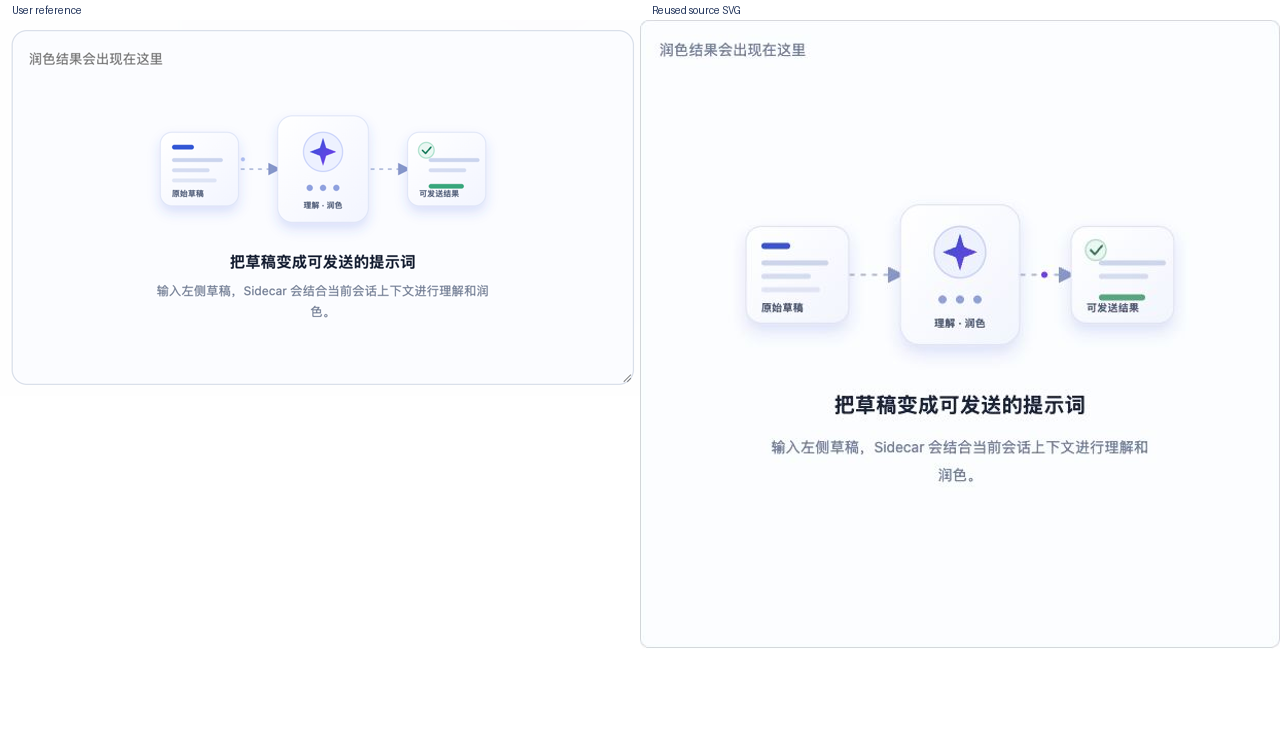 User reference
润色结果会出现在这里
原始草稿
理解 · 润色
可发送结果
把草稿变成可发送的提示词
输入左侧草稿，Sidecar 会结合当前会话上下文进行理解和润
色。
Reused source SVG
润色结果会出现在这里
原始草稿
理解 · 润色
可发送结果
把草稿变成可发送的提示词
输入左侧草稿，Sidecar 会结合当前会话上下文进行理解和
润色。